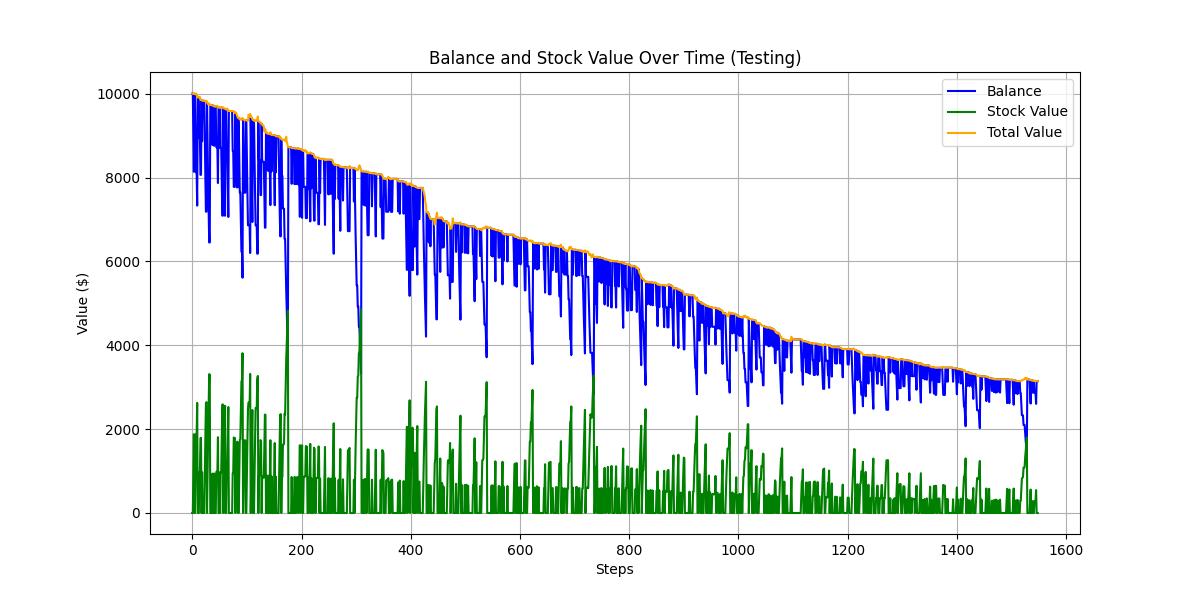 Balance and Stock Value Over Time (Testing)
Balance
Stock Value
Total Value
Value ($)
10000
8000
6000
4000
2000
0
0 200 400 600 800 1000 1200 1400 1600
Steps